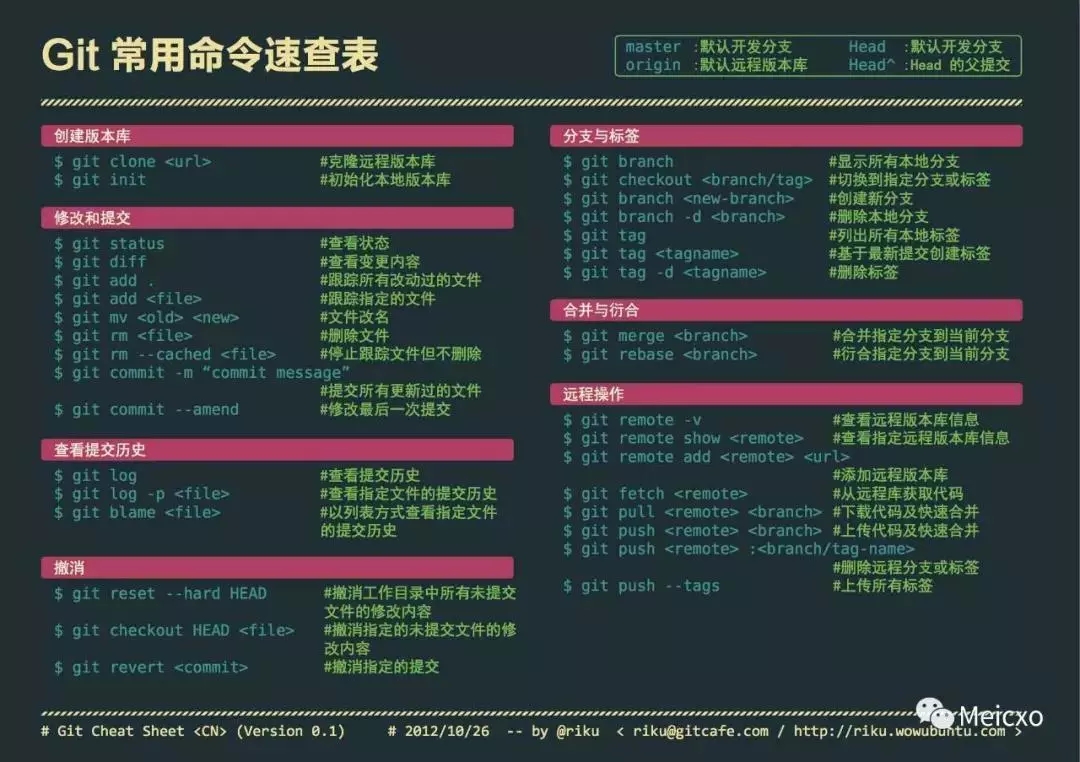 Git 常用命令速查表
master :默认开发分支 Head :默认开发分支
origin :默认远程版本库 Head^ :Head 的父提交
创建版本库
$ git clone <url> #克隆远程版本库
$ git init #初始化本地版本库
修改和提交
$ git status #查看状态
$ git diff #查看变更内容
$ git add . #跟踪所有改动过的文件
$ git add <file> #跟踪指定的文件
$ git mv <old> <new> #文件改名
$ git rm <file> #删除文件
$ git rm --cached <file> #停止跟踪文件但不删除
$ git commit -m “commit message”
#提交所有更新过的文件
$ git commit --amend #修改最后一次提交
查看提交历史
$ git log #查看提交历史
$ git log -p <file> #查看指定文件的提交历史
$ git blame <file> #以列表方式查看指定文件
的提交历史
撤消
$ git reset --hard HEAD #撤消工作目录中所有未提交
文件的修改内容
$ git checkout HEAD <file> #撤消指定的未提交文件的修
改内容
$ git revert <commit> #撤消指定的提交
分支与标签
$ git branch #显示所有本地分支
$ git checkout <branch/tag> #切换到指定分支或标签
$ git branch <new-branch> #创建新分支
$ git branch -d <branch> #删除本地分支
$ git tag #列出所有本地标签
$ git tag <tagname> #基于最新提交创建标签
$ git tag -d <tagname> #删除标签
合并与衍合
$ git merge <branch> #合并指定分支到当前分支
$ git rebase <branch> #衍合指定分支到当前分支
远程操作
$ git remote -v #查看远程版本库信息
$ git remote show <remote> #查看指定远程版本库信息
$ git remote add <remote> <url>
#添加远程版本库
$ git fetch <remote> #从远程库获取代码
$ git pull <remote> <branch> #下载代码及快速合并
$ git push <remote> <branch> #上传代码及快速合并
$ git push <remote> :<branch/tag-name>
#删除远程分支或标签
$ git push --tags #上传所有标签
# Git Cheat Sheet <CN> (Version 0.1) # 2012/10/26 -- by @riku < riku@gitcafe.com / http://riku.wowubuntu.com >
Meicxo